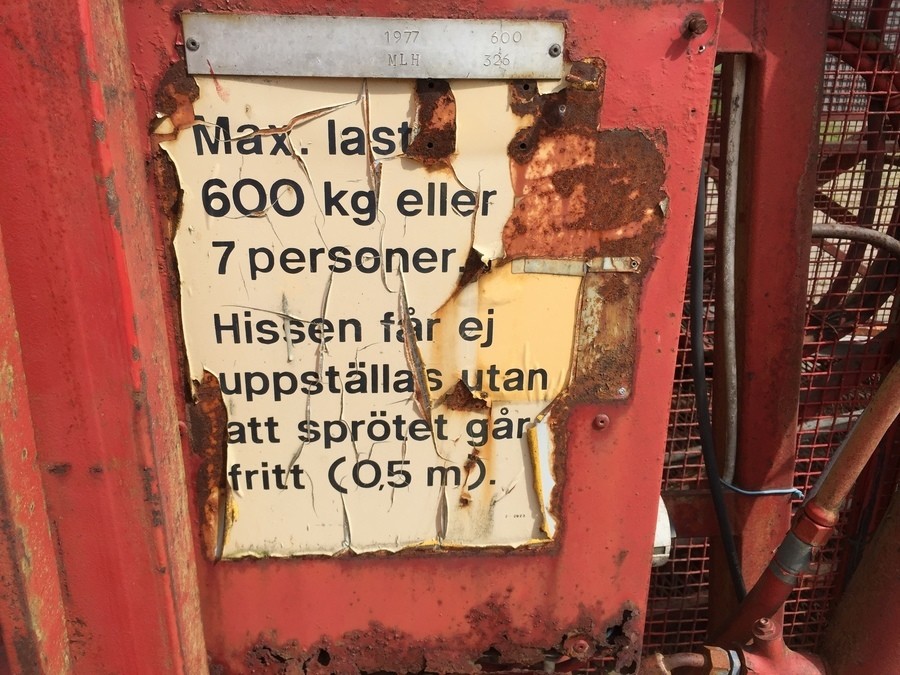 1977 600
MLH 326
Max. last
600 kg eller
7 personer.
Hissen får ej
uppställas utan
att sprötet går
fritt (0,5 m).